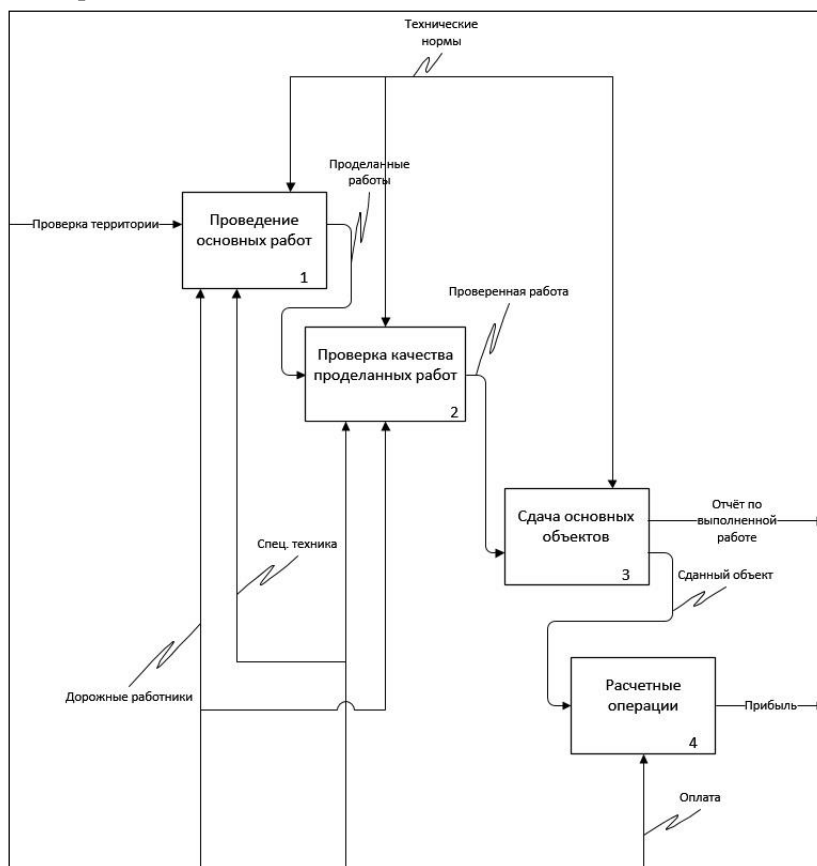 Технические
нормы
Проделанные
работы
Проверка территории
Проведение
основных работ
1
Проверенная работа
Проверка качества
проделанных работ
2
Сдача основных
объектов
3
Отчёт по
выполненной
работе
Спец. техника
Сданный объект
Дорожные работники
Расчетные
операции
4
Прибыль
Оплата